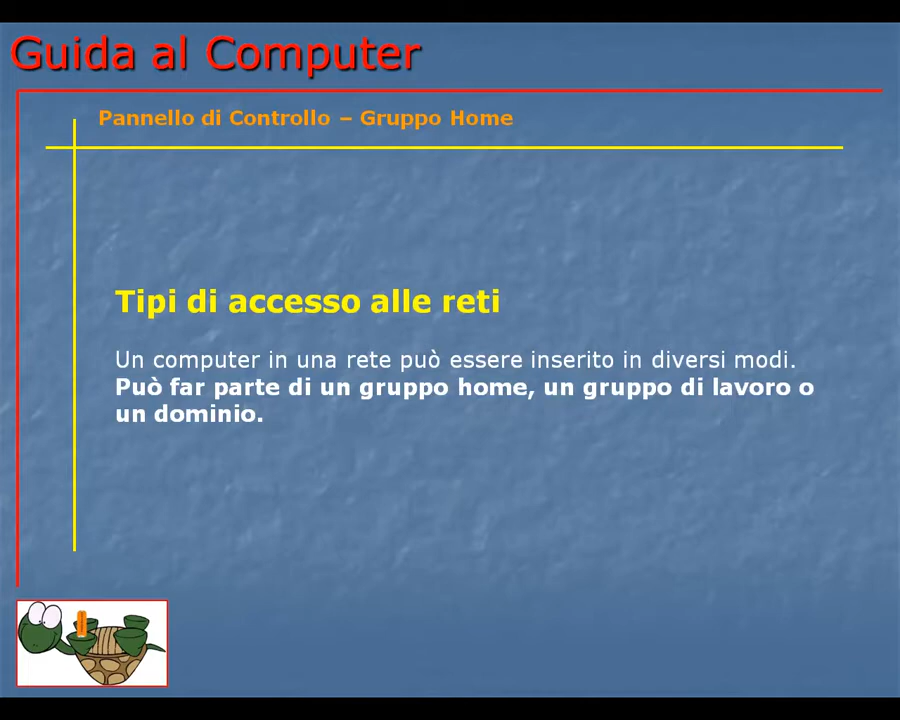 Guida al Computer
Pannello di Controllo – Gruppo Home
Tipi di accesso alle reti
Un computer in una rete può essere inserito in diversi modi.
Può far parte di un gruppo home, un gruppo di lavoro o
un dominio.